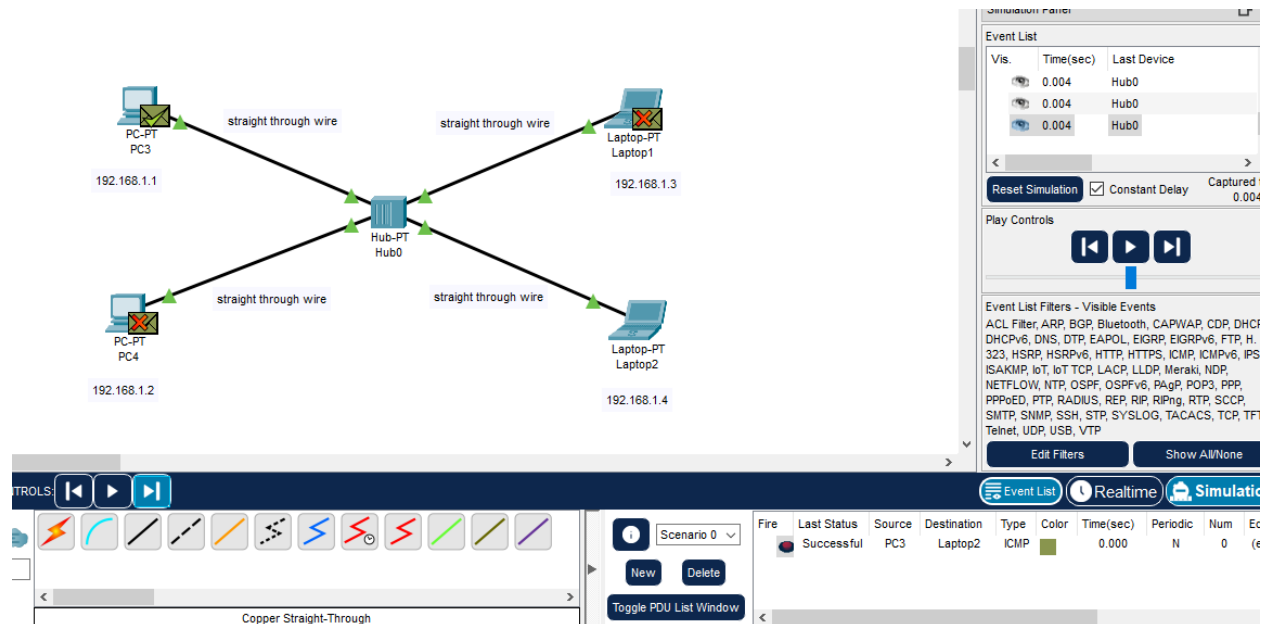 Simulation Panel
Event List
Vis. Time(sec) Last Device
0.004 Hub0
0.004 Hub0
0.004 Hub0
Reset Simulation Constant Delay Captured
0.004
Play Controls
Event List Filters - Visible Events
ACL Filter, ARP, BGP, Bluetooth, CAPWAP, CDP, DHCP
DHCPv6, DNS, DTP, EAPOL, EIGRP, EIGRPv6, FTP, H.
323, HSRP, HSRPv6, HTTP, HTTPS, ICMP, ICMPv6, IPS
ISAKMP, IoT, IoT TCP, LACP, LLDP, Meraki, NDP,
NETFLOW, NTP, OSPF, OSPFv6, PAgP, POP3, PPP,
PPPoED, PTP, RADIUS, REP, RIP, RIPng, RTP, SCCP,
SMTP, SNMP, SSH, STP, SYSLOG, TACACS, TCP, TFT
Telnet, UDP, USB, VTP
Edit Filters Show All/None
PC-PT
PC3
192.168.1.1
straight through wire
straight through wire
Laptop-PT
Laptop1
192.168.1.3
Hub-PT
Hub0
PC-PT
PC4
192.168.1.2
straight through wire
straight through wire
Laptop-PT
Laptop2
192.168.1.4
TROLS:
Event List Realtime Simulatio
Scenario 0
New Delete
Toggle PDU List Window
Fire Last Status Source Destination Type Color Time(sec) Periodic Num
Successful PC3 Laptop2 ICMP 0.000 N 0
Copper Straight-Through